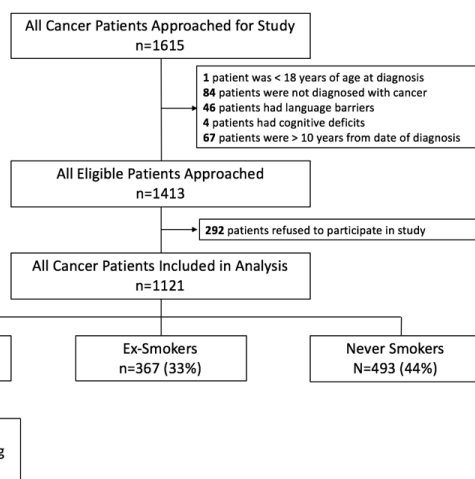 All Cancer Patients Approached for Study
n=1615
1 patient was < 18 years of age at diagnosis
84 patients were not diagnosed with cancer
46 patients had language barriers
4 patients had cognitive deficits
67 patients were > 10 years from date of diagnosis
All Eligible Patients Approached
n=1413
292 patients refused to participate in study
All Cancer Patients Included in Analysis
n=1121
Ex-Smokers
n=367 (33%)
Never Smokers
N=493 (44%)
g